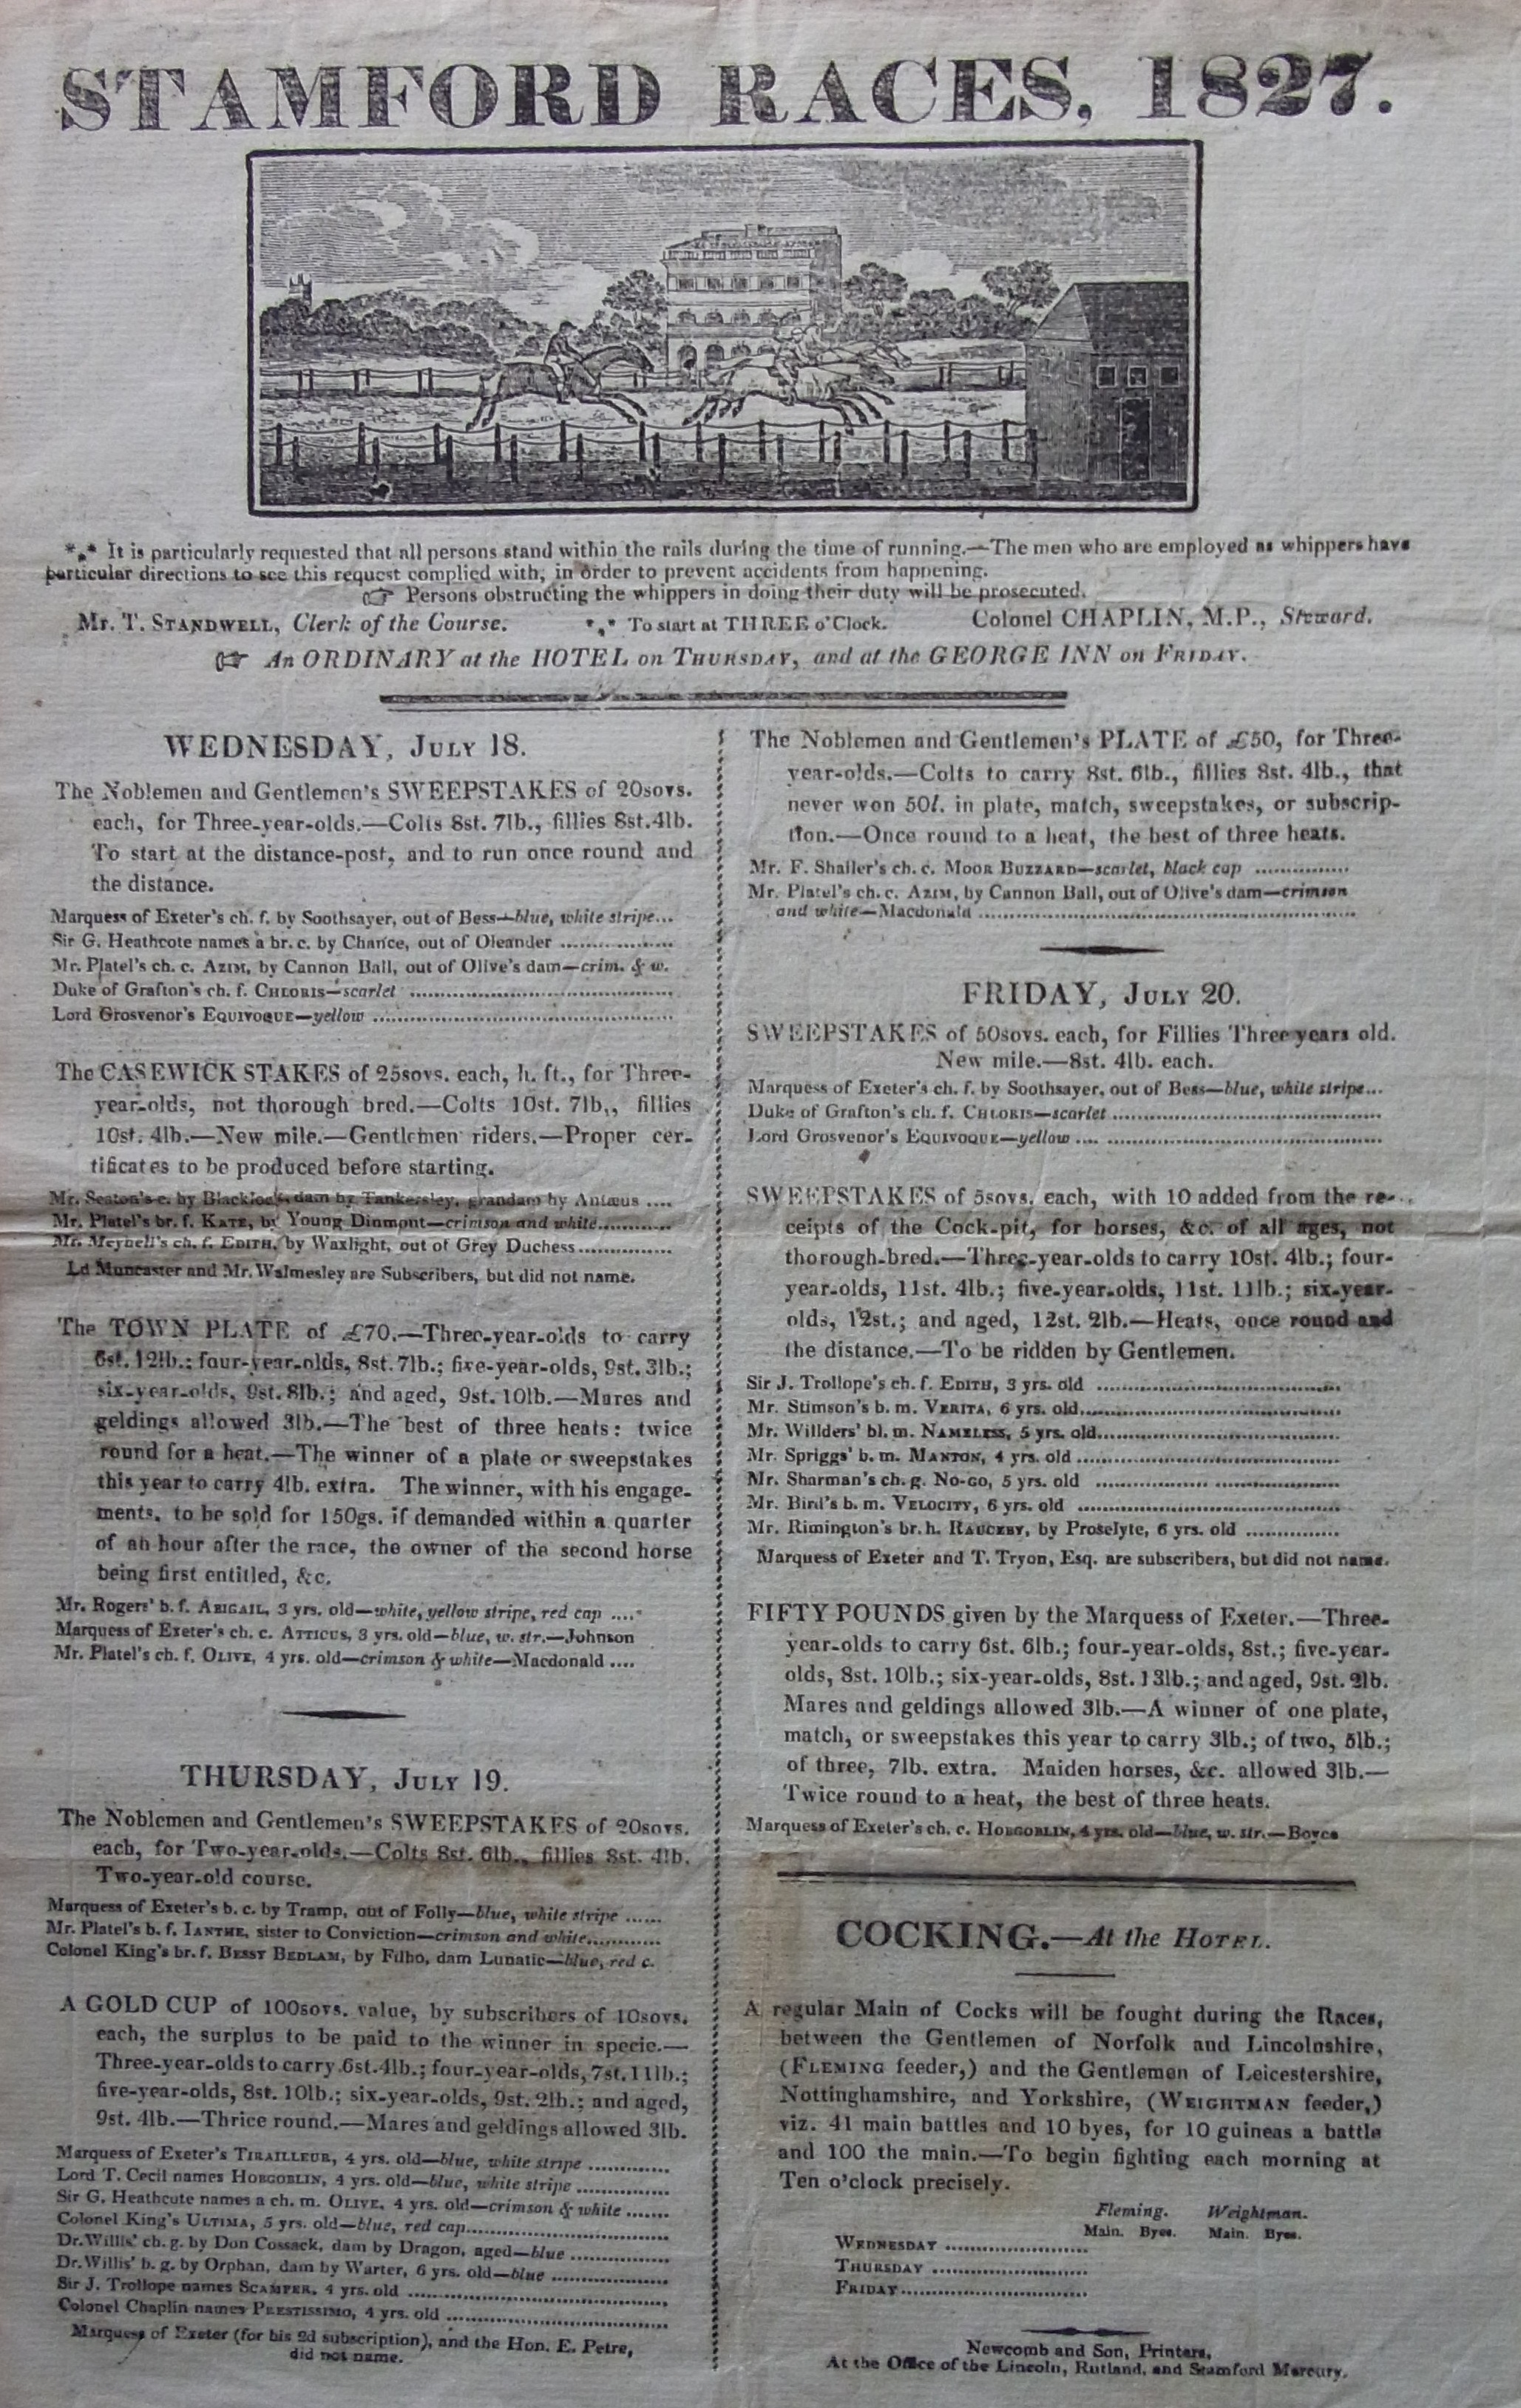 STAMFORD RACES, 1827.
*⁎* It is particularly requested that all persons stand within the rails during the time of running.—The men who are employed as whippers have
particular directions to see this request complied with, in order to prevent accidents from happening.
☞ Persons obstructing the whippers in doing their duty will be prosecuted.
Mr. T. STANDWELL, Clerk of the Course. *⁎* To start at THREE o'Clock. Colonel CHAPLIN, M.P., Steward.
☞ An ORDINARY at the HOTEL on THURSDAY, and at the GEORGE INN on FRIDAY.
WEDNESDAY, JULY 18.
The Noblemen and Gentlemen's SWEEPSTAKES of 20sovs.
each, for Three-year-olds.—Colts 8st. 7lb., fillies 8st.4lb.
To start at the distance-post, and to run once round and
the distance.
Marquess of Exeter's ch. f. by Soothsayer, out of Bess—blue, white stripe...
Sir G. Heathcote names a br. c. by Chance, out of Oleander ..................
Mr. Platel's ch. c. AZIM, by Cannon Ball, out of Olive's dam—crim. & w.
Duke of Grafton's ch. f. CHLORIS—scarlet ..........................................
Lord Grosvenor's EQUIVOQUE—yellow ................................................
The CASEWICK STAKES of 25sovs. each, h. ft., for Three-
year-olds, not thorough bred.—Colts 10st. 7lb., fillies
10st. 4lb.—New mile.—Gentlemen riders.—Proper cer-
tificates to be produced before starting.
Mr. Seaton's c. by Blacklock, dam by Tankersley, grandam by Antæus ....
Mr. Platel's br. f. KATE, by Young Dinmont—crimson and white............
Mr. Meynell's ch. f. EDITH, by Waxlight, out of Grey Duchess...............
Ld Muncaster and Mr. Walmesley are Subscribers, but did not name.
The TOWN PLATE of £70.—Three-year-olds to carry
6st. 12lb.; four-year-olds, 8st. 7lb.; five-year-olds, 9st. 3lb.;
six-year-olds, 9st. 8lb.; and aged, 9st. 10lb.—Mares and
geldings allowed 3lb.—The best of three heats: twice
round for a heat.—The winner of a plate or sweepstakes
this year to carry 4lb. extra. The winner, with his engage-
ments, to be sold for 150gs. if demanded within a quarter
of an hour after the race, the owner of the second horse
being first entitled, &c.
Mr. Rogers' b. f. ABIGAIL, 3 yrs. old—white, yellow stripe, red cap ....
Marquess of Exeter's ch. c. ATTICUS, 3 yrs. old—blue, w. str.—Johnson
Mr. Platel's ch. f. OLIVE, 4 yrs. old—crimson & white—Macdonald ....
THURSDAY, JULY 19.
The Noblemen and Gentlemen's SWEEPSTAKES of 20sovs.
each, for Two-year-olds.—Colts 8st. 6lb., fillies 8st. 4lb.
Two-year-old course.
Marquess of Exeter's b. c. by Tramp, out of Folly—blue, white stripe ......
Mr. Platel's b. f. IANTHE, sister to Conviction—crimson and white............
Colonel King's br. f. BESSY BEDLAM, by Filho, dam Lunatic—blue, red c.
A GOLD CUP of 100sovs. value, by subscribers of 10sovs.
each, the surplus to be paid to the winner in specie.—
Three-year-olds to carry 6st.4lb.; four-year-olds, 7st.11lb.;
five-year-olds, 8st. 10lb.; six-year-olds, 9st. 2lb.; and aged,
9st. 4lb.—Thrice round.—Mares and geldings allowed 3lb.
Marquess of Exeter's TIRAILLEUR, 4 yrs. old—blue, white stripe ............
Lord T. Cecil names HOBGOBLIN, 4 yrs. old—blue, white stripe ..............
Sir G. Heathcote names a ch. m. OLIVE, 4 yrs. old—crimson & white .......
Colonel King's ULTIMA, 5 yrs. old—blue, red cap................................
Dr. Willis' ch. g. by Don Cossack, dam by Dragon, aged—blue ...............
Dr. Willis' b. g. by Orphan, dam by Warter, 6 yrs. old—blue .................
Sir J. Trollope names SCAMPER, 4 yrs. old ..........................................
Colonel Chaplin names PRESTISSIMO, 4 yrs. old ...................................
Marquess of Exeter (for his 2d subscription), and the Hon. E. Petre,
did not name.
The Noblemen and Gentlemen's PLATE of £50, for Three-
year-olds.—Colts to carry 8st. 6lb., fillies 8st. 4lb., that
never won 50l. in plate, match, sweepstakes, or subscrip-
tion.—Once round to a heat, the best of three heats.
Mr. F. Shailer's ch. c. MOOR BUZZARD—scarlet, black cap ..............
Mr. Platel's ch. c. AZIM, by Cannon Ball, out of Olive's dam—crimson
and white—Macdonald ............................................................
FRIDAY, JULY 20.
SWEEPSTAKES of 50sovs. each, for Fillies Three years old.
New mile.—8st. 4lb. each.
Marquess of Exeter's ch. f. by Soothsayer, out of Bess—blue, white stripe...
Duke of Grafton's ch. f. CHLORIS—scarlet ..........................................
Lord Grosvenor's EQUIVOQUE—yellow .... ..........................................
SWEEPSTAKES of 5sovs. each, with 10 added from the re-
ceipts of the Cock-pit, for horses, &c. of all ages, not
thorough-bred.—Three-year-olds to carry 10st. 4lb.; four-
year-olds, 11st. 4lb.; five-year-olds, 11st. 11lb.; six-year-
olds, 12st.; and aged, 12st. 2lb.—Heats, once round and
the distance.—To be ridden by Gentlemen.
Sir J. Trollope's ch. f. EDITH, 3 yrs. old .......................................
Mr. Stimson's b. m. VERITA, 6 yrs. old..........................................
Mr. Willders' bl. m. NAMELESS, 5 yrs. old.......................................
Mr. Spriggs' b. m. MANTON, 4 yrs. old ..........................................
Mr. Sharman's ch. g. NO-GO, 5 yrs. old ........................................
Mr. Bird's b. m. VELOCITY, 6 yrs. old ..........................................
Mr. Rimington's br. h. RAUCEBY, by Proselyte, 6 yrs. old ...............
Marquess of Exeter and T. Tryon, Esq. are subscribers, but did not name.
FIFTY POUNDS given by the Marquess of Exeter.—Three-
year-olds to carry 6st. 6lb.; four-year-olds, 8st.; five-year-
olds, 8st. 10lb.; six-year-olds, 8st. 13lb.; and aged, 9st. 2lb.
Mares and geldings allowed 3lb.—A winner of one plate,
match, or sweepstakes this year to carry 3lb.; of two, 5lb.;
of three, 7lb. extra. Maiden horses, &c. allowed 3lb.—
Twice round to a heat, the best of three heats.
Marquess of Exeter's ch. c. HOBGOBLIN, 4 yrs. old—blue, w. str.—Boyce
COCKING.—At the HOTEL.
A regular Main of Cocks will be fought during the Races,
between the Gentlemen of Norfolk and Lincolnshire,
(FLEMING feeder,) and the Gentlemen of Leicestershire,
Nottinghamshire, and Yorkshire, (WEIGHTMAN feeder,)
viz. 41 main battles and 10 byes, for 10 guineas a battle
and 100 the main.—To begin fighting each morning at
Ten o'clock precisely.
Fleming. Weightman.
Main. Byes. Main. Byes.
WEDNESDAY .......................
THURSDAY .........................
FRIDAY..............................
Newcomb and Son, Printers,
At the Office of the Lincoln, Rutland, and Stamford Mercury.